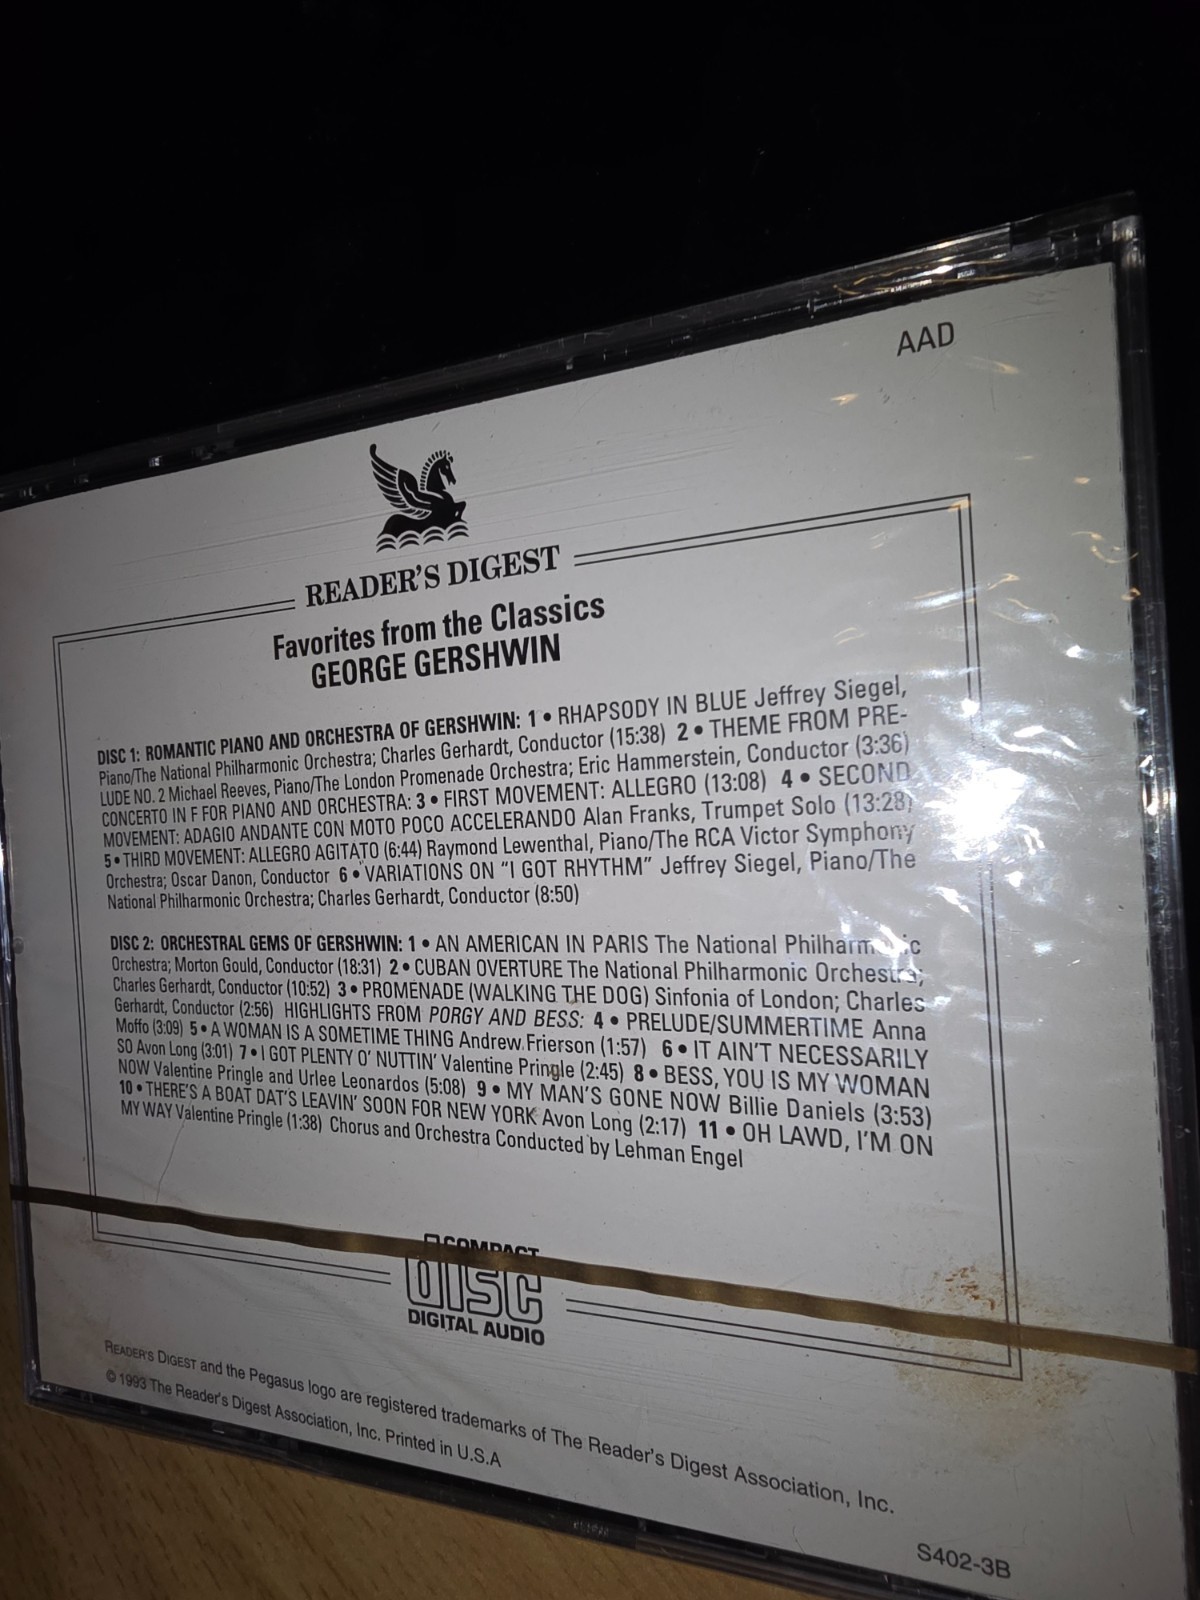 AAD
READER'S DIGEST
Favorites from the Classics
GEORGE GERSHWIN
DISC 1: ROMANTIC PIANO AND ORCHESTRA OF GERSHWIN: 1 • RHAPSODY IN BLUE Jeffrey Siegel,
Piano/The National Philharmonic Orchestra; Charles Gerhardt, Conductor (15:38) 2 • THEME FROM PRE-
LUDE NO. 2 Michael Reeves, Piano/The London Promenade Orchestra; Eric Hammerstein, Conductor (3:36)
CONCERTO IN F FOR PIANO AND ORCHESTRA: 3 • FIRST MOVEMENT: ALLEGRO (13:08) 4 • SECOND
MOVEMENT: ADAGIO ANDANTE CON MOTO POCO ACCELERANDO Alan Franks, Trumpet Solo (13:28)
5 • THIRD MOVEMENT: ALLEGRO AGITATO (6:44) Raymond Lewenthal, Piano/The RCA Victor Symphony
Orchestra; Oscar Danon, Conductor 6 • VARIATIONS ON "I GOT RHYTHM" Jeffrey Siegel, Piano/The
National Philharmonic Orchestra; Charles Gerhardt, Conductor (8:50)
DISC 2: ORCHESTRAL GEMS OF GERSHWIN: 1 • AN AMERICAN IN PARIS The National Philharmonic
Orchestra; Morton Gould, Conductor (18:31) 2 • CUBAN OVERTURE The National Philharmonic Orchestra;
Charles Gerhardt, Conductor (10:52) 3 • PROMENADE (WALKING THE DOG) Sinfonia of London; Charles
Gerhardt, Conductor (2:56) HIGHLIGHTS FROM PORGY AND BESS: 4 • PRELUDE/SUMMERTIME Anna
Moffo (3:09) 5 • A WOMAN IS A SOMETIME THING Andrew Frierson (1:57) 6 • IT AIN'T NECESSARILY
SO Avon Long (3:01) 7 • I GOT PLENTY O' NUTTIN' Valentine Pringle (2:45) 8 • BESS, YOU IS MY WOMAN
NOW Valentine Pringle and Urlee Leonardos (5:08) 9 • MY MAN'S GONE NOW Billie Daniels (3:53)
10 • THERE'S A BOAT DAT'S LEAVIN' SOON FOR NEW YORK Avon Long (2:17) 11 • OH LAWD, I'M ON
MY WAY Valentine Pringle (1:38) Chorus and Orchestra Conducted by Lehman Engel
COMPACT
disc
DIGITAL AUDIO
READER'S DIGEST and the Pegasus logo are registered trademarks of The Reader's Digest Association, Inc.
© 1993 The Reader's Digest Association, Inc. Printed in U.S.A
S402-3B